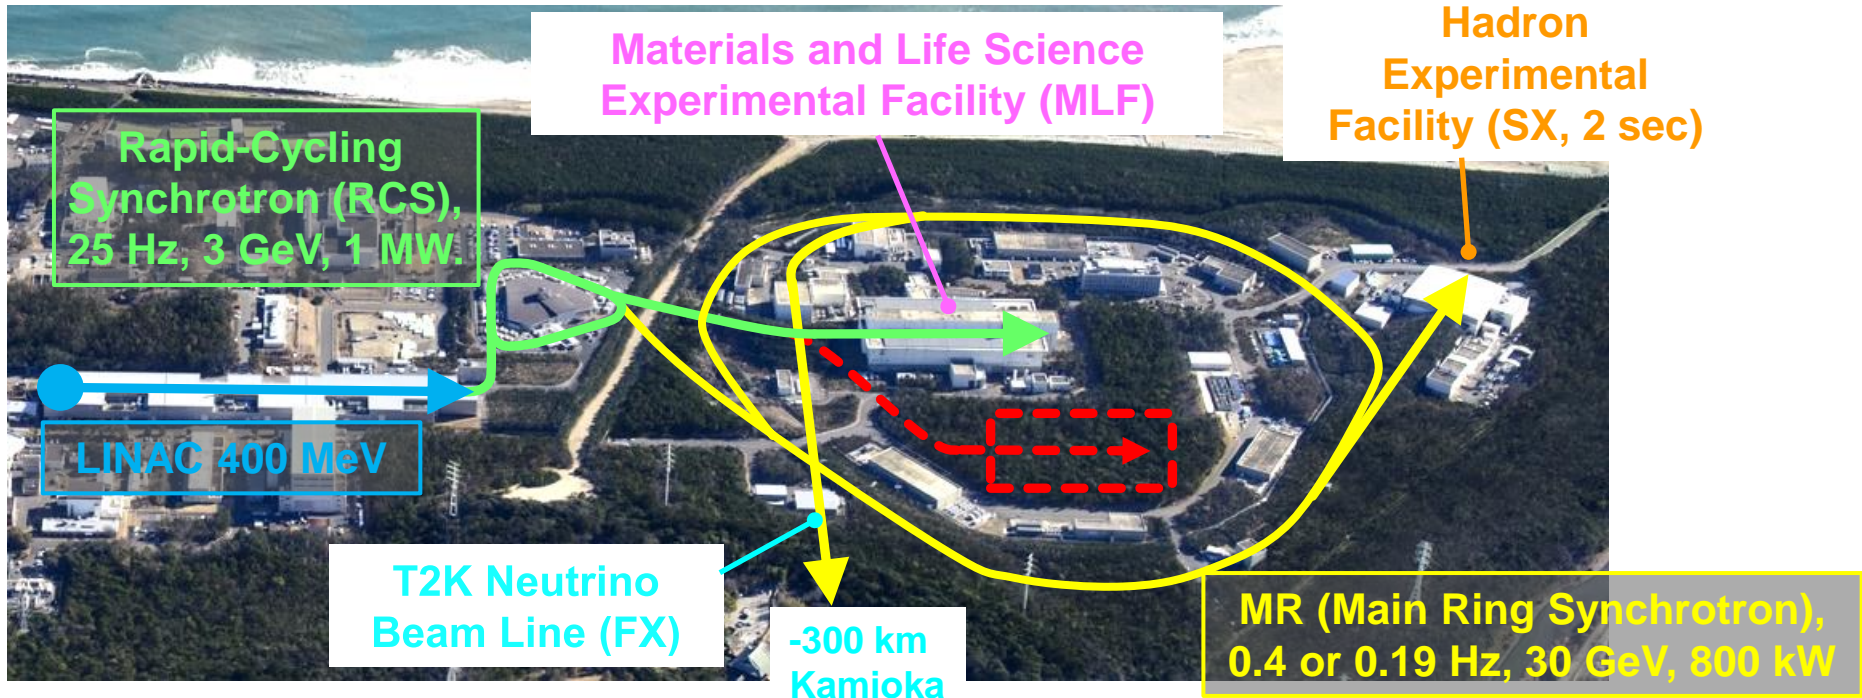 Materials and Life Science
Experimental Facility (MLF)
Hadron
Experimental
Facility (SX, 2 sec)
Rapid-Cycling
Synchrotron (RCS),
25 Hz, 3 GeV, 1 MW.
LINAC 400 MeV
T2K Neutrino
Beam Line (FX)
-300 km
Kamioka
MR (Main Ring Synchrotron),
0.4 or 0.19 Hz, 30 GeV, 800 kW